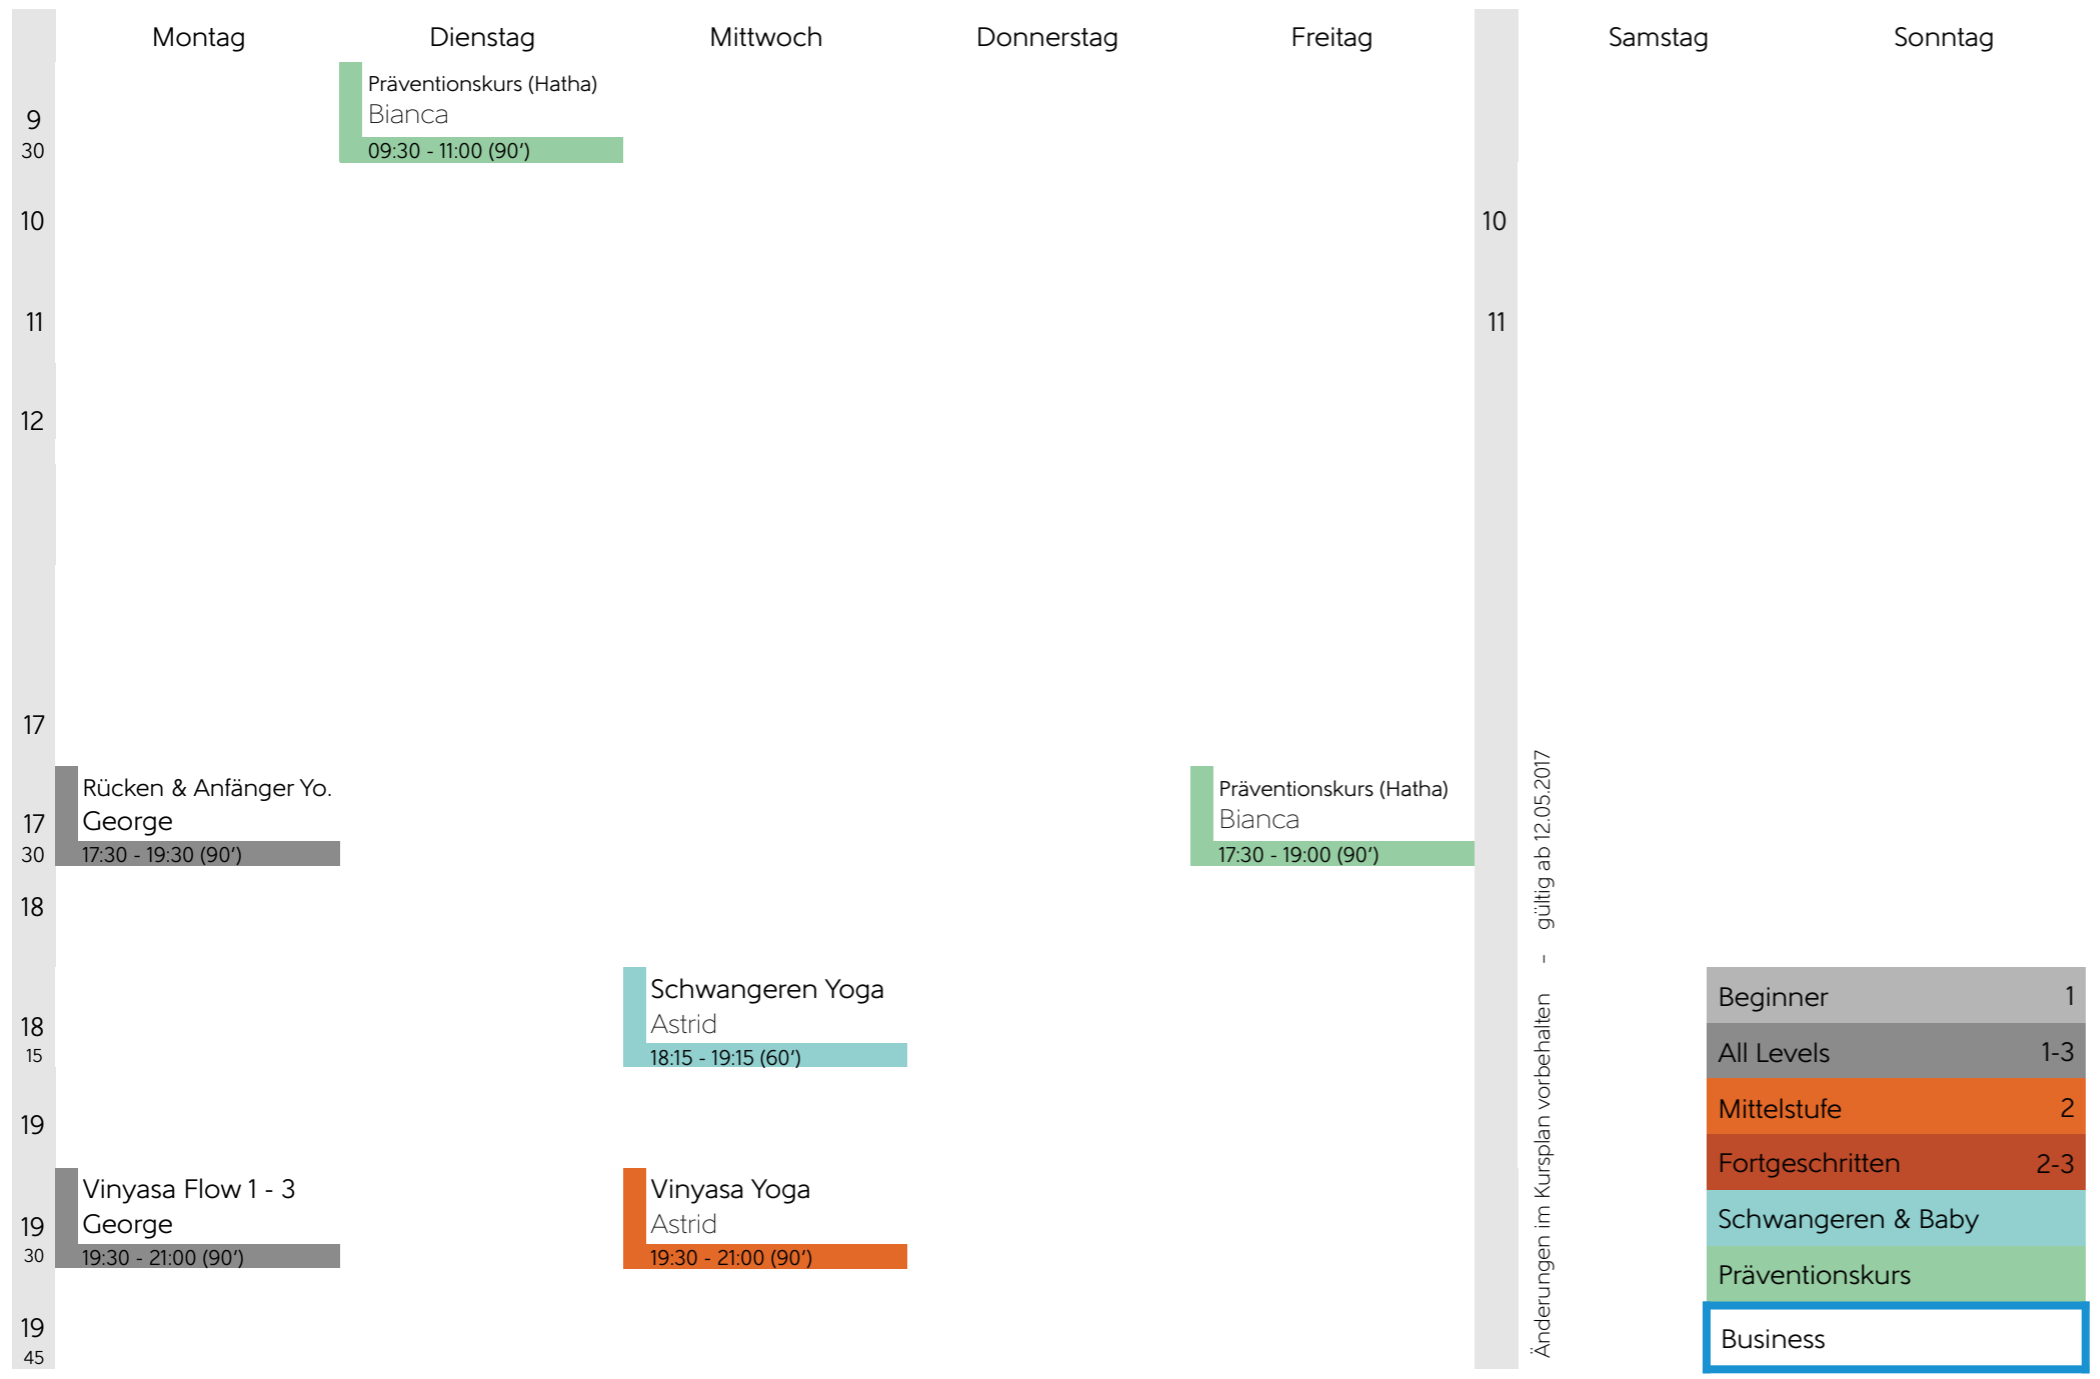 Montag Dienstag Mittwoch Donnerstag Freitag Samstag Sonntag
Präventionskurs (Hatha)
9 Bianca
30 09:30 - 11:00 (90')
10 10
11 11
12
17
Rücken & Anfänger Yo. Präventionskurs (Hatha)
17 George Bianca
30 17:30 - 19:30 (90') 17:30 - 19:00 (90')
18
Schwangeren Yoga
18 Astrid
15 18:15 - 19:15 (60')
19
Vinyasa Flow 1 - 3 Vinyasa Yoga
19 George Astrid
30 19:30 - 21:00 (90') 19:30 - 21:00 (90')
19
45
Änderungen im Kursplan vorbehalten - gültig ab 12.05.2017
Beginner 1
All Levels 1-3
Mittelstufe 2
Fortgeschritten 2-3
Schwangeren & Baby
Präventionskurs
Business